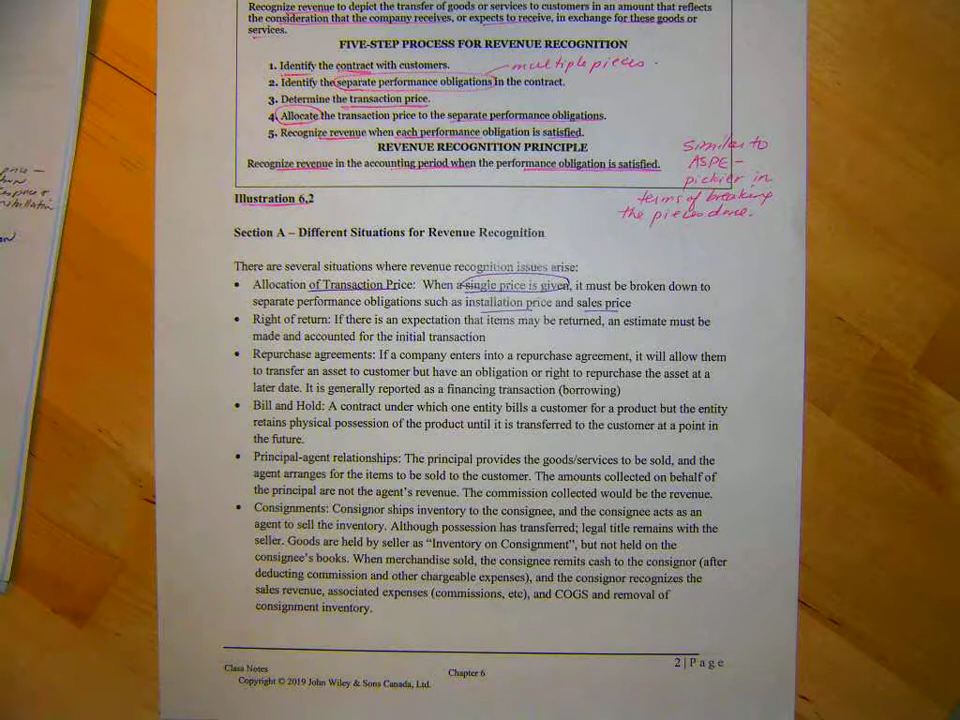 Recognize revenue to depict the transfer of goods or services to customers in an amount that reflects
the consideration that the company receives, or expects to receive, in exchange for these goods or
services.
FIVE-STEP PROCESS FOR REVENUE RECOGNITION
1. Identify the contract with customers.
multiple pieces.
2. Identify the separate performance obligations in the contract.
3. Determine the transaction price.
4. Allocate the transaction price to the separate performance obligations.
5. Recognize revenue when each performance obligation is satisfied.
REVENUE RECOGNITION PRINCIPLE
Recognize revenue in the accounting period when the performance obligation is satisfied.
Similar to
ASPE –
pickier in
terms of breaking
the pieces
Illustration 6.2
Section A – Different Situations for Revenue Recognition
There are several situations where revenue recognition issues arise:
• Allocation of Transaction Price: When a single price is given, it must be broken down to
separate performance obligations such as installation price and sales price
• Right of return: If there is an expectation that items may be returned, an estimate must be
made and accounted for the initial transaction
• Repurchase agreements: If a company enters into a repurchase agreement, it will allow them
to transfer an asset to customer but have an obligation or right to repurchase the asset at a
later date. It is generally reported as a financing transaction (borrowing)
• Bill and Hold: A contract under which one entity bills a customer for a product but the entity
retains physical possession of the product until it is transferred to the customer at a point in
the future.
• Principal-agent relationships: The principal provides the goods/services to be sold, and the
agent arranges for the items to be sold to the customer. The amounts collected on behalf of
the principal are not the agent's revenue. The commission collected would be the revenue.
• Consignments: Consignor ships inventory to the consignee, and the consignee acts as an
agent to sell the inventory. Although possession has transferred; legal title remains with the
seller. Goods are held by seller as "Inventory on Consignment", but not held on the
consignee's books. When merchandise sold, the consignee remits cash to the consignor (after
deducting commission and other chargeable expenses), and the consignor recognizes the
sales revenue, associated expenses (commissions, etc), and COGS and removal of
consignment inventory.
2 | Page
Class Notes
Chapter 6
Copyright © 2019 John Wiley & Sons Canada, Ltd.